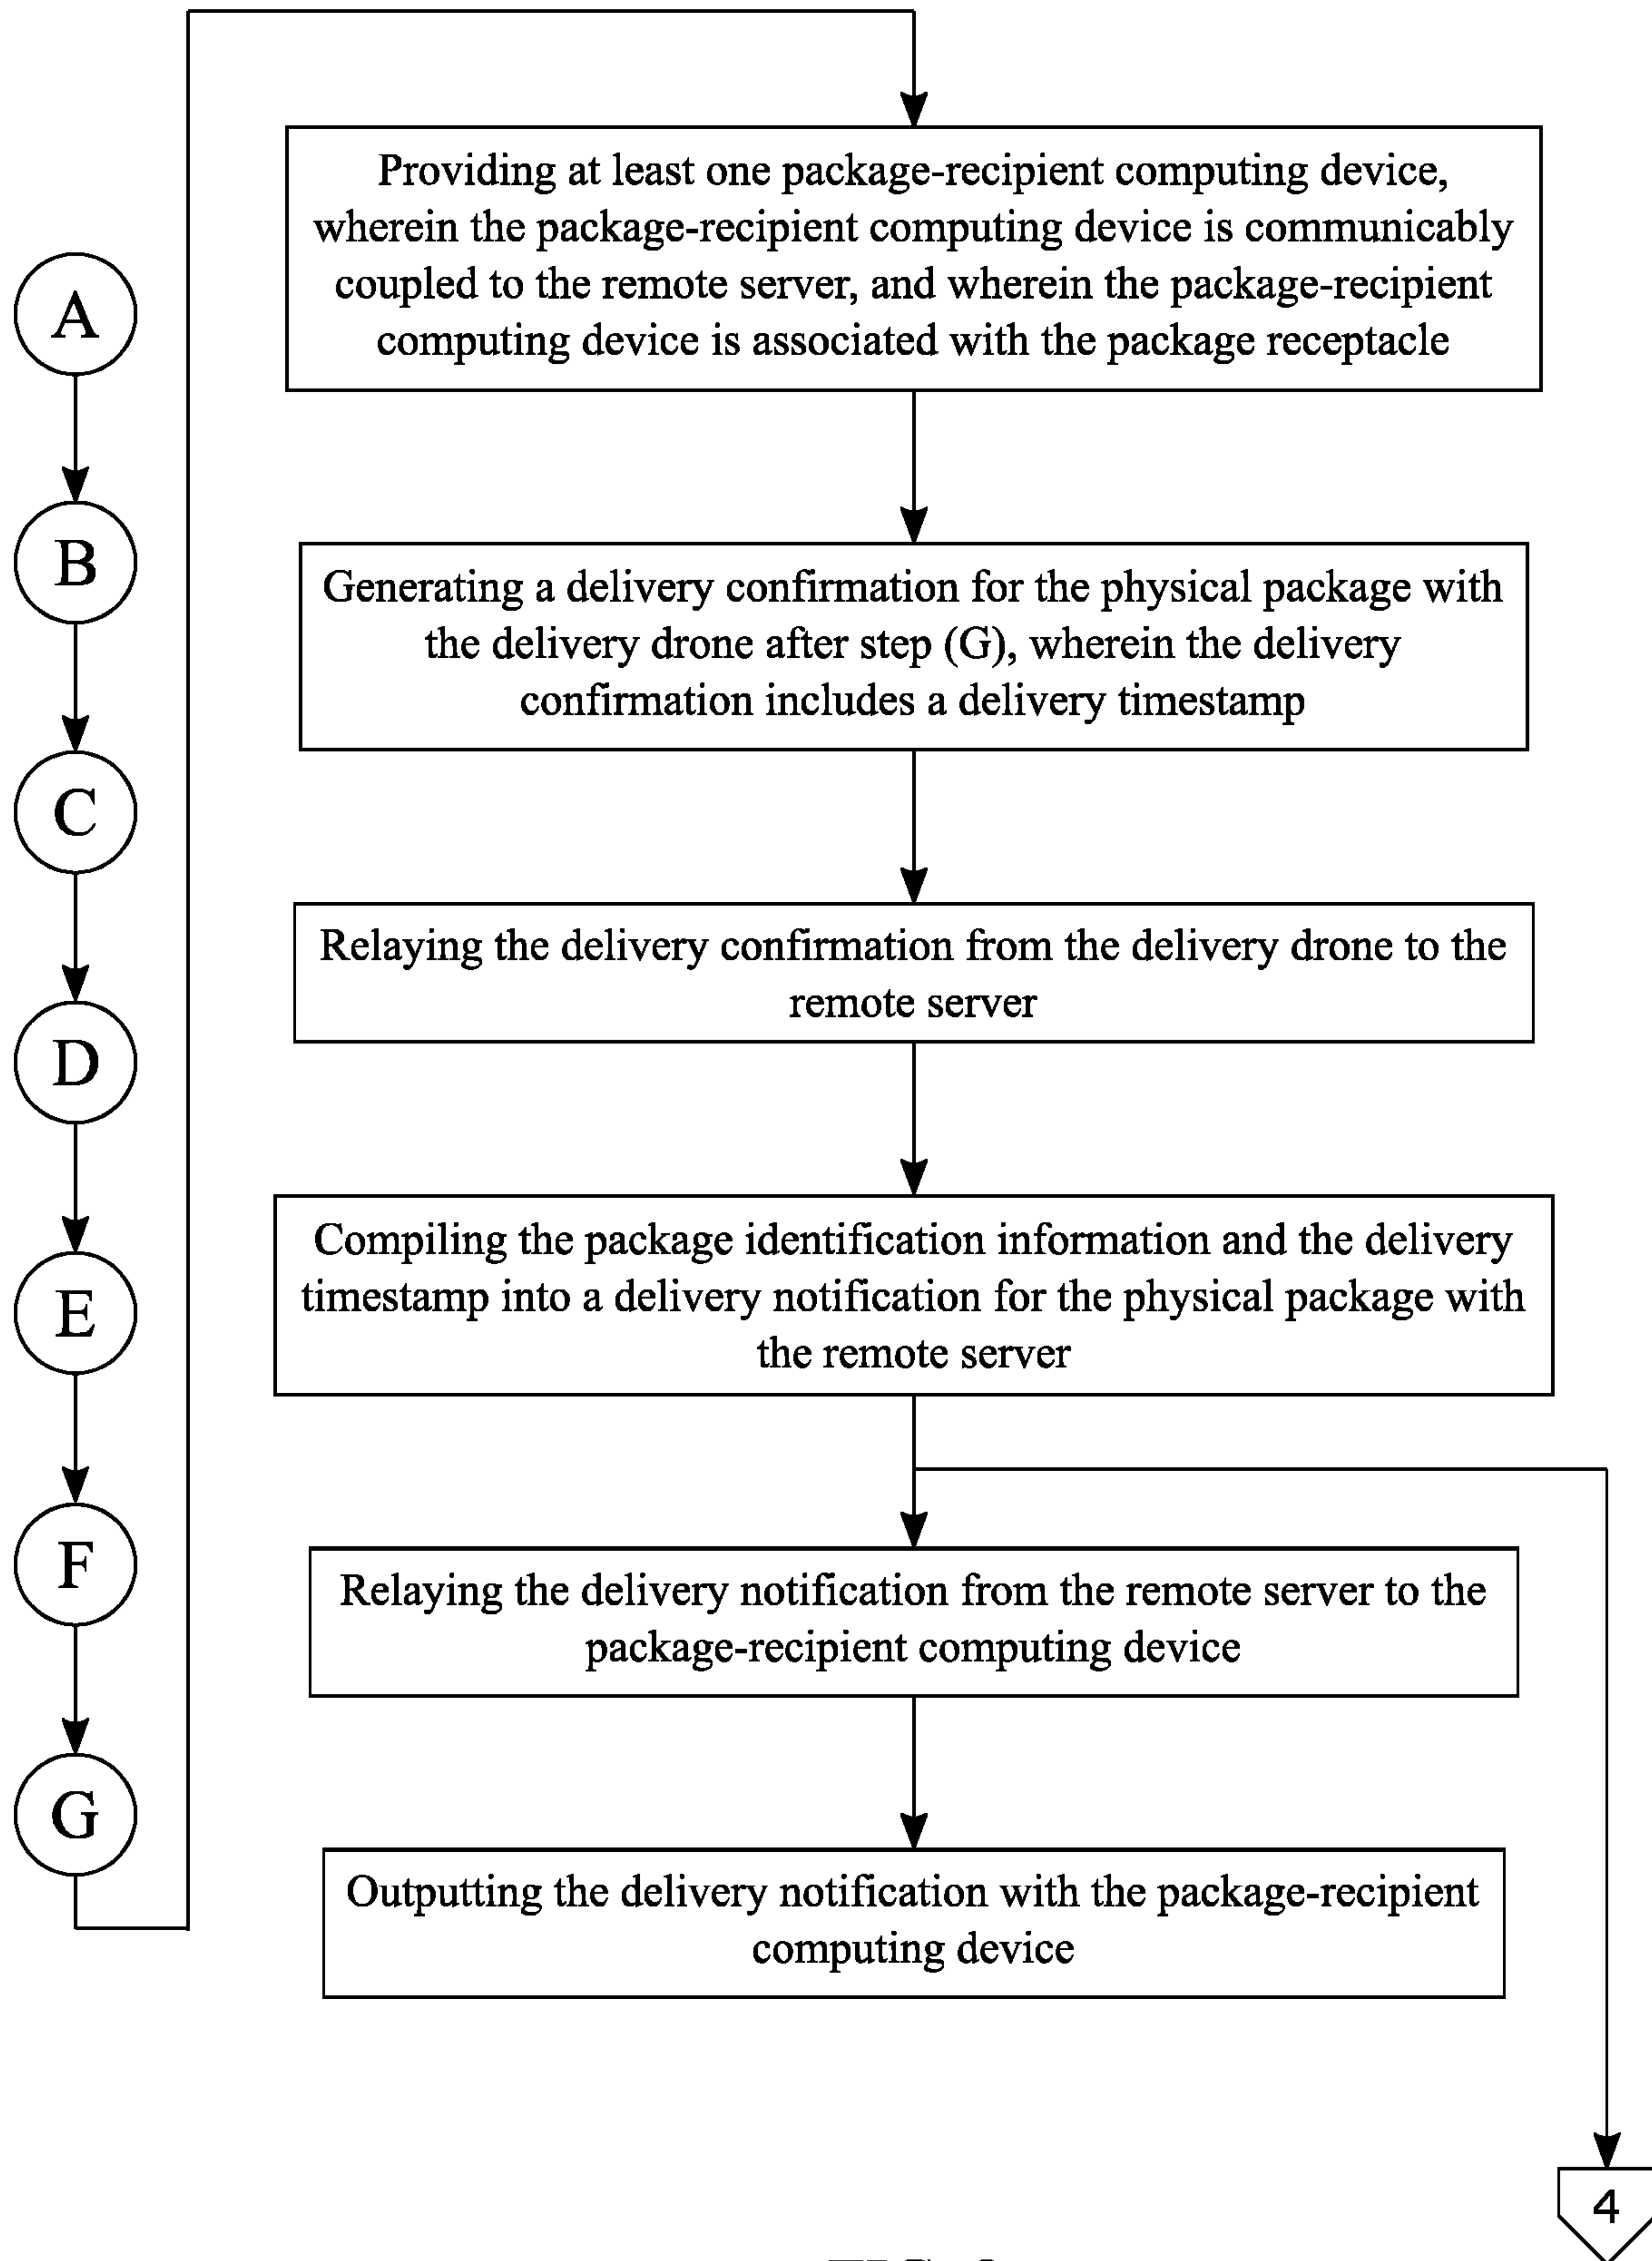 A
B
C
D
E
F
G
Providing at least one package-recipient computing device,
wherein the package-recipient computing device is communicably
coupled to the remote server, and wherein the package-recipient
computing device is associated with the package receptacle
Generating a delivery confirmation for the physical package with
the delivery drone after step (G), wherein the delivery
confirmation includes a delivery timestamp
Relaying the delivery confirmation from the delivery drone to the
remote server
Compiling the package identification information and the delivery
timestamp into a delivery notification for the physical package with
the remote server
Relaying the delivery notification from the remote server to the
package-recipient computing device
Outputting the delivery notification with the package-recipient
computing device
4